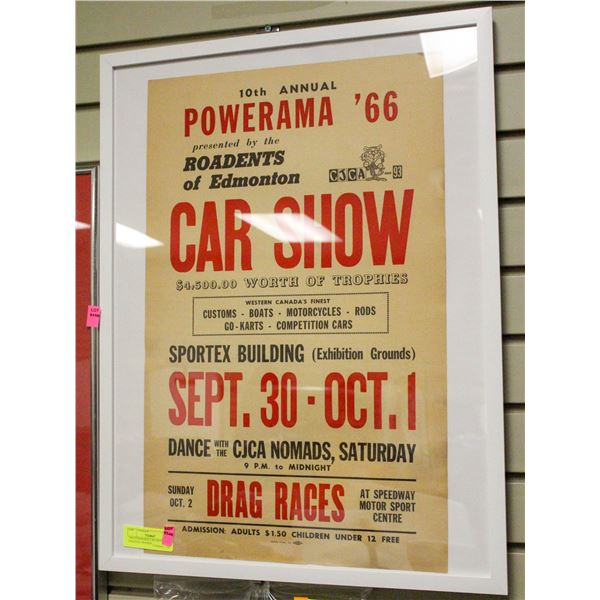 10th ANNUAL
POWERAMA '66
presented by the
ROADENTS
of Edmonton
CJCA 93
CAR SHOW
$4,500.00 WORTH OF TROPHIES
WESTERN CANADA'S FINEST
CUSTOMS - BOATS - MOTORCYCLES - RODS
GO-KARTS - COMPETITION CARS
SPORTEX BUILDING (Exhibition Grounds)
SEPT. 30 · OCT. 1
DANCE WITH THE CJCA NOMADS, SATURDAY
9 P.M. to MIDNIGHT
SUNDAY
OCT. 2
DRAG RACES
AT SPEEDWAY
MOTOR SPORT
CENTRE
ADMISSION: ADULTS $1.50 CHILDREN UNDER 12 FREE
LOT
LOT